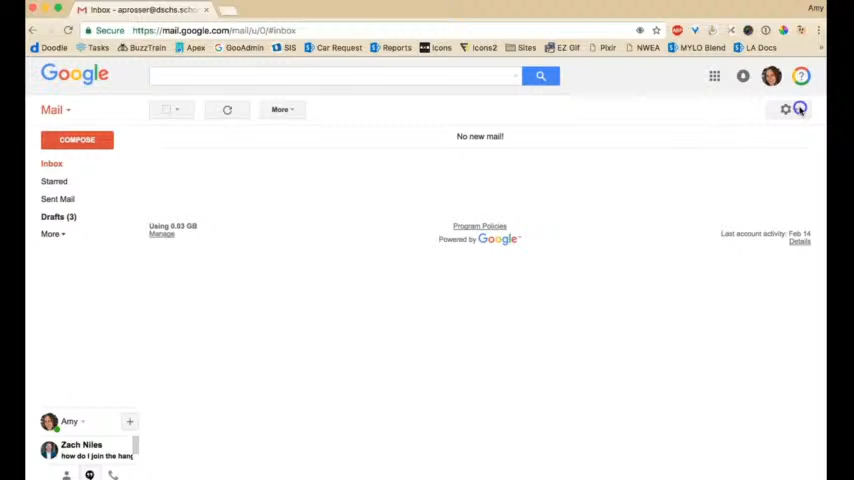 Inbox - aprosser@dschs.scho
Amy
Secure https://mail.google.com/mail/u/0/#inbox
Doodle Tasks BuzzTrain Apex GooAdmin SIS Car Request Reports Icons Icons2 Sites EZ Gif Pixlr NWEA MYLO Blend LA Docs »
Google
Mail
More
COMPOSE
No new mail!
Inbox
Starred
Sent Mail
Drafts (3)
More
Using 0.03 GB
Manage
Program Policies
Powered by Google™
Last account activity: Feb 14
Details
Amy
Zach Niles
how do I join the hang